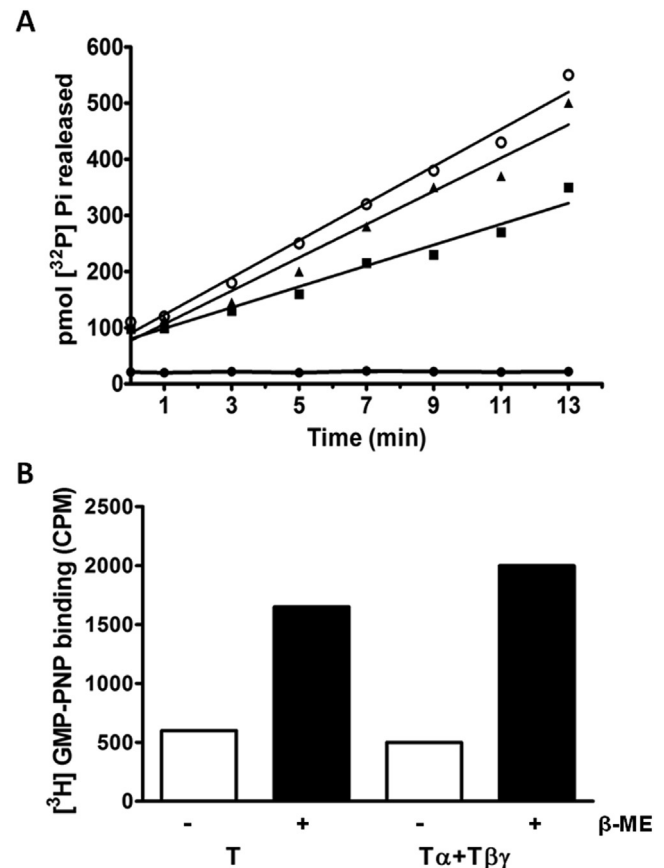 A
pmol [³²P] Pi realeased
600
500
400
300
200
100
0
1 3 5 7 9 11 13
Time (min)
B
[³H] GMP-PNP binding (CPM)
2500
2000
1500
1000
500
0
- + - + β-ME
T Tα+Tβγ